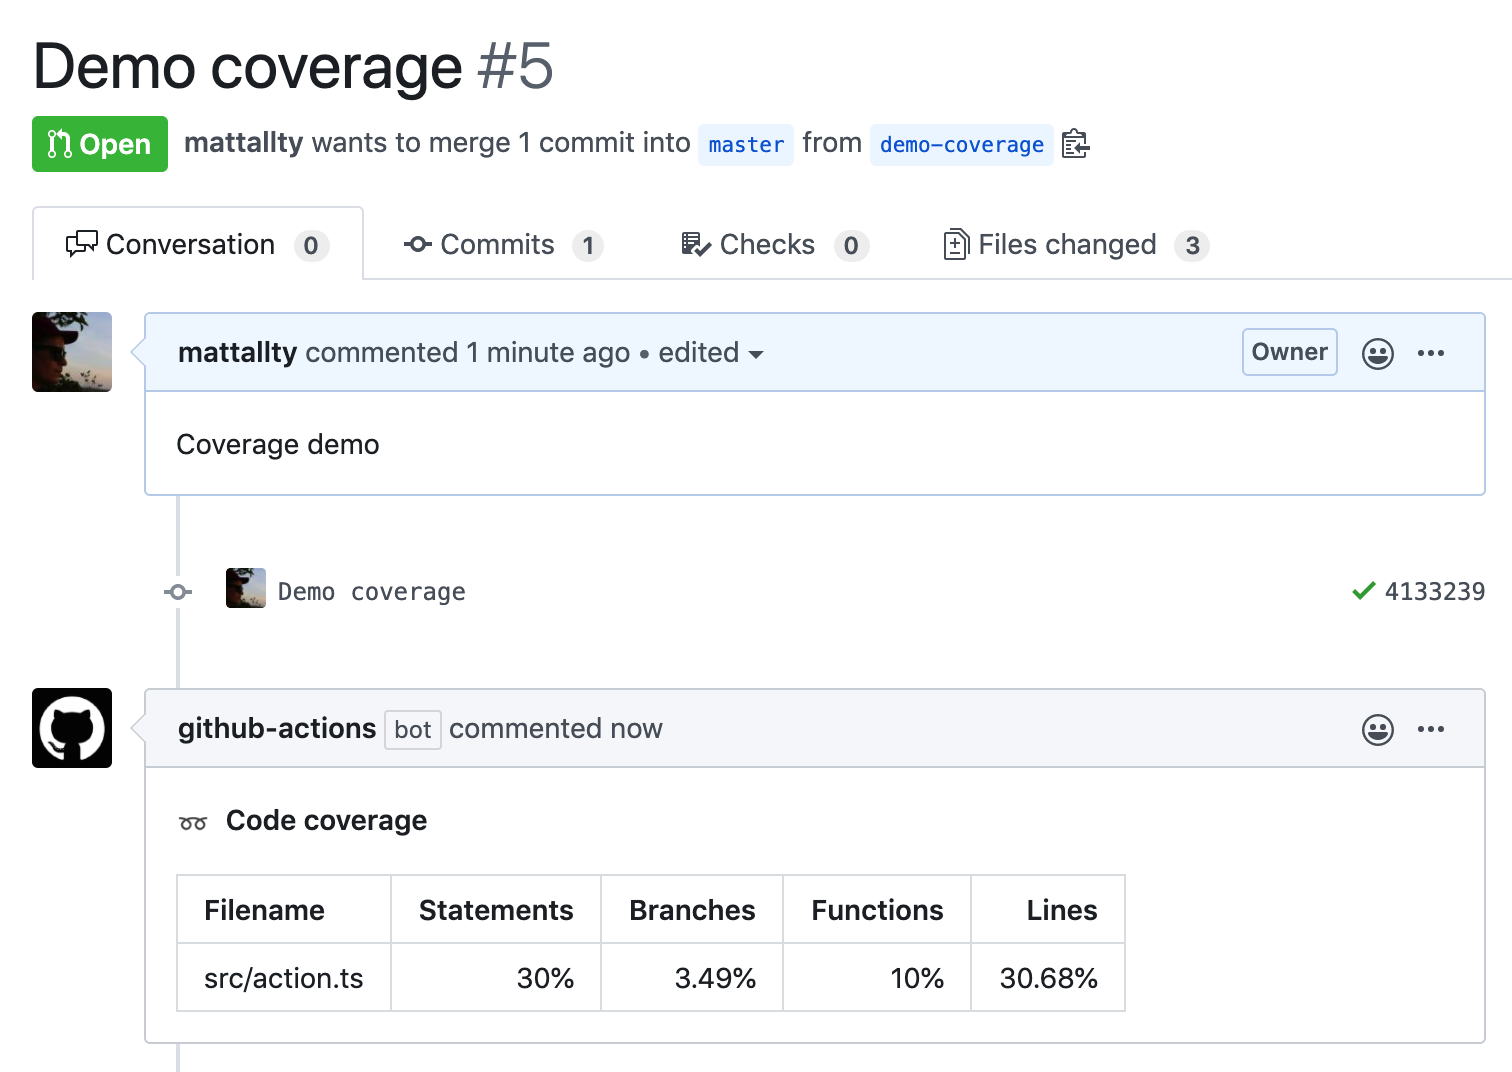 Demo coverage #5
Open mattallty wants to merge 1 commit into master from demo-coverage
Conversation 0 Commits 1 Checks 0 Files changed 3
mattallty commented 1 minute ago • edited Owner
Coverage demo
Demo coverage 4133239
github-actions bot commented now
Code coverage
Filename Statements Branches Functions Lines
src/action.ts 30% 3.49% 10% 30.68%